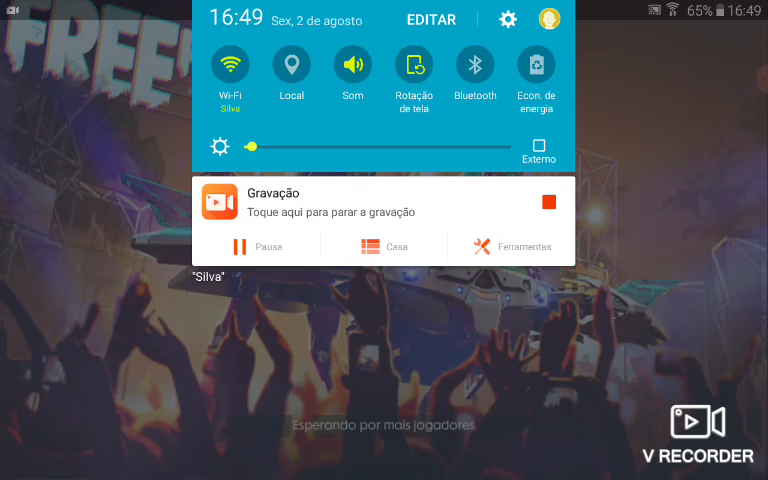 16:49 Sex, 2 de agosto EDITAR
65% 16:49
FREE
Wi-Fi
Silva
Local
Som
Rotação
de tela
Bluetooth
Econ. de
energia
Externo
Gravação
Toque aqui para parar a gravação
Pausa
Casa
Ferramentas
"Silva"
Esperando por mais jogadores
V RECORDER